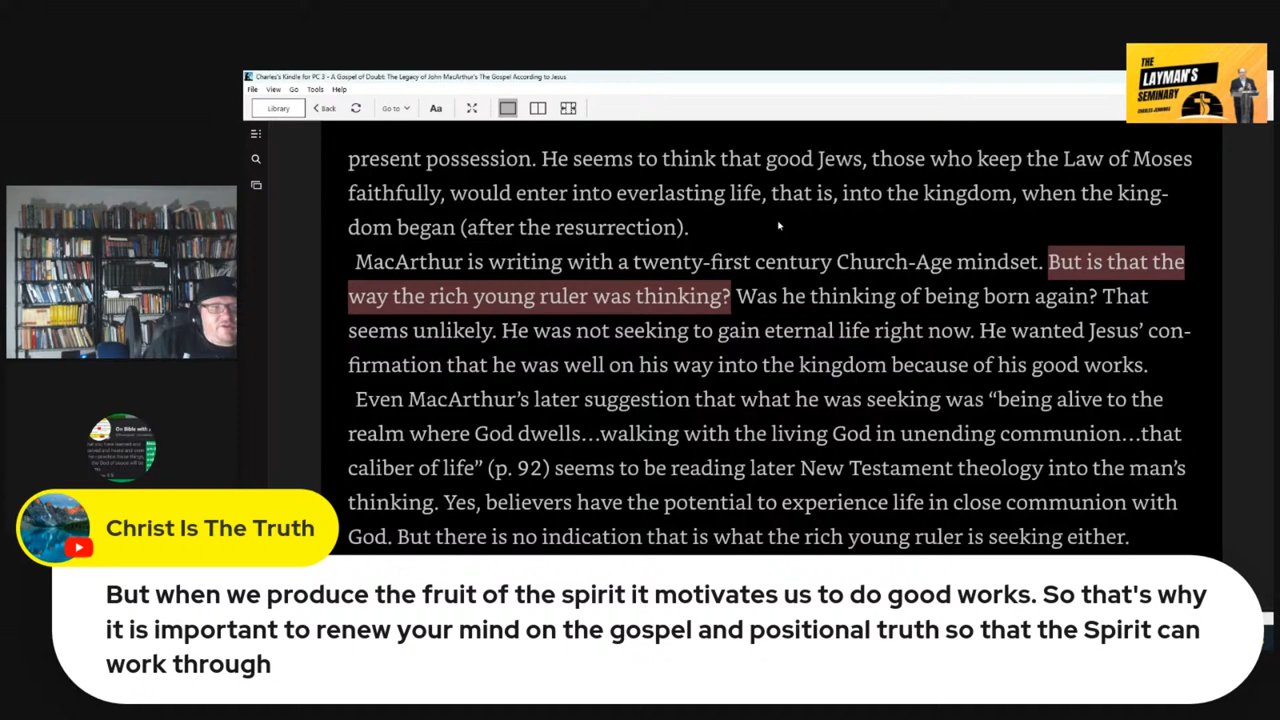 Charles's Kindle for PC 3 - A Gospel of Doubt: The Legacy of John MacArthur's The Gospel According to Jesus
File View Go Tools Help
Library Back Go to Aa
THE
LAYMAN'S
SEMINARY
CHARLES JENNINGS
present possession. He seems to think that good Jews, those who keep the Law of Moses
faithfully, would enter into everlasting life, that is, into the kingdom, when the king-
dom began (after the resurrection).
MacArthur is writing with a twenty-first century Church-Age mindset. But is that the
way the rich young ruler was thinking? Was he thinking of being born again? That
seems unlikely. He was not seeking to gain eternal life right now. He wanted Jesus' con-
firmation that he was well on his way into the kingdom because of his good works.
Even MacArthur's later suggestion that what he was seeking was “being alive to the
realm where God dwells…walking with the living God in unending communion…that
caliber of life” (p. 92) seems to be reading later New Testament theology into the man's
thinking. Yes, believers have the potential to experience life in close communion with
God. But there is no indication that is what the rich young ruler is seeking either.
On Bible with
Christ Is The Truth
But when we produce the fruit of the spirit it motivates us to do good works. So that's why
it is important to renew your mind on the gospel and positional truth so that the Spirit can
work through